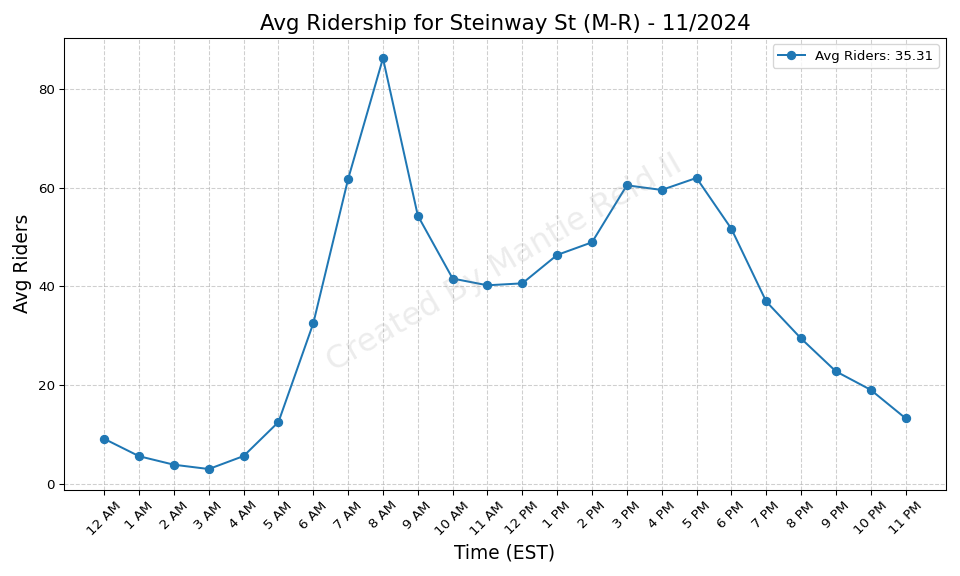 Avg Ridership for Steinway St (M-R) - 11/2024
Avg Riders: 35.31
Avg Riders
80
60
40
20
0
Created By Mantle Reid II
12 AM
1 AM
2 AM
3 AM
4 AM
5 AM
6 AM
7 AM
8 AM
9 AM
10 AM
11 AM
12 PM
1 PM
2 PM
3 PM
4 PM
5 PM
6 PM
7 PM
8 PM
9 PM
10 PM
11 PM
Time (EST)